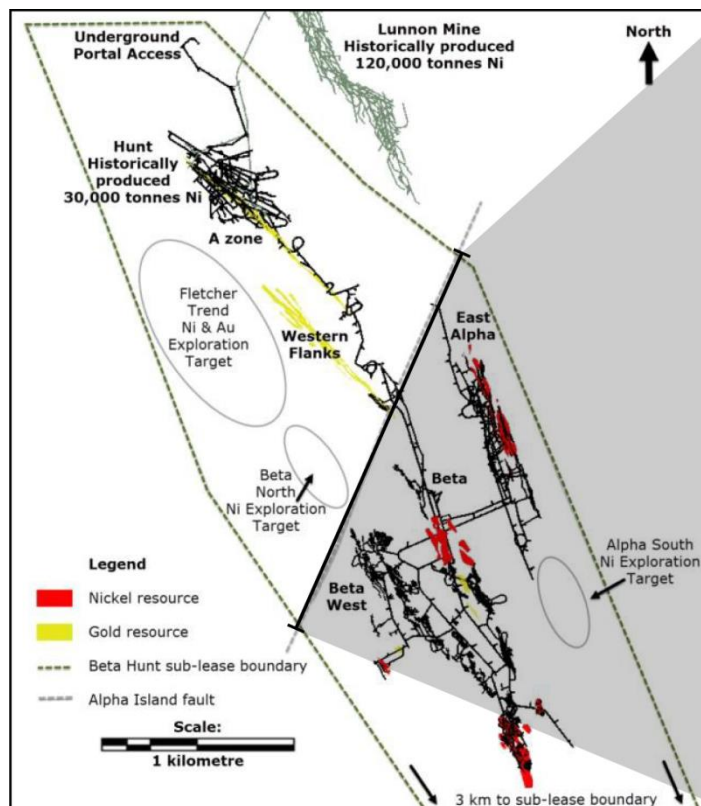 Underground
Portal Access
Lunnon Mine
Historically produced
120,000 tonnes Ni
North
Hunt
Historically
produced
30,000 tonnes Ni
A zone
Fletcher
Trend
Ni & Au
Exploration
Target
Western
Flanks
East
Alpha
Beta
North
Ni Exploration
Target
Beta
Alpha South
Ni Exploration
Target
Beta
West
Legend
Nickel resource
Gold resource
Beta Hunt sub-lease boundary
Alpha Island fault
Scale:
1 kilometre
3 km to sub-lease boundary